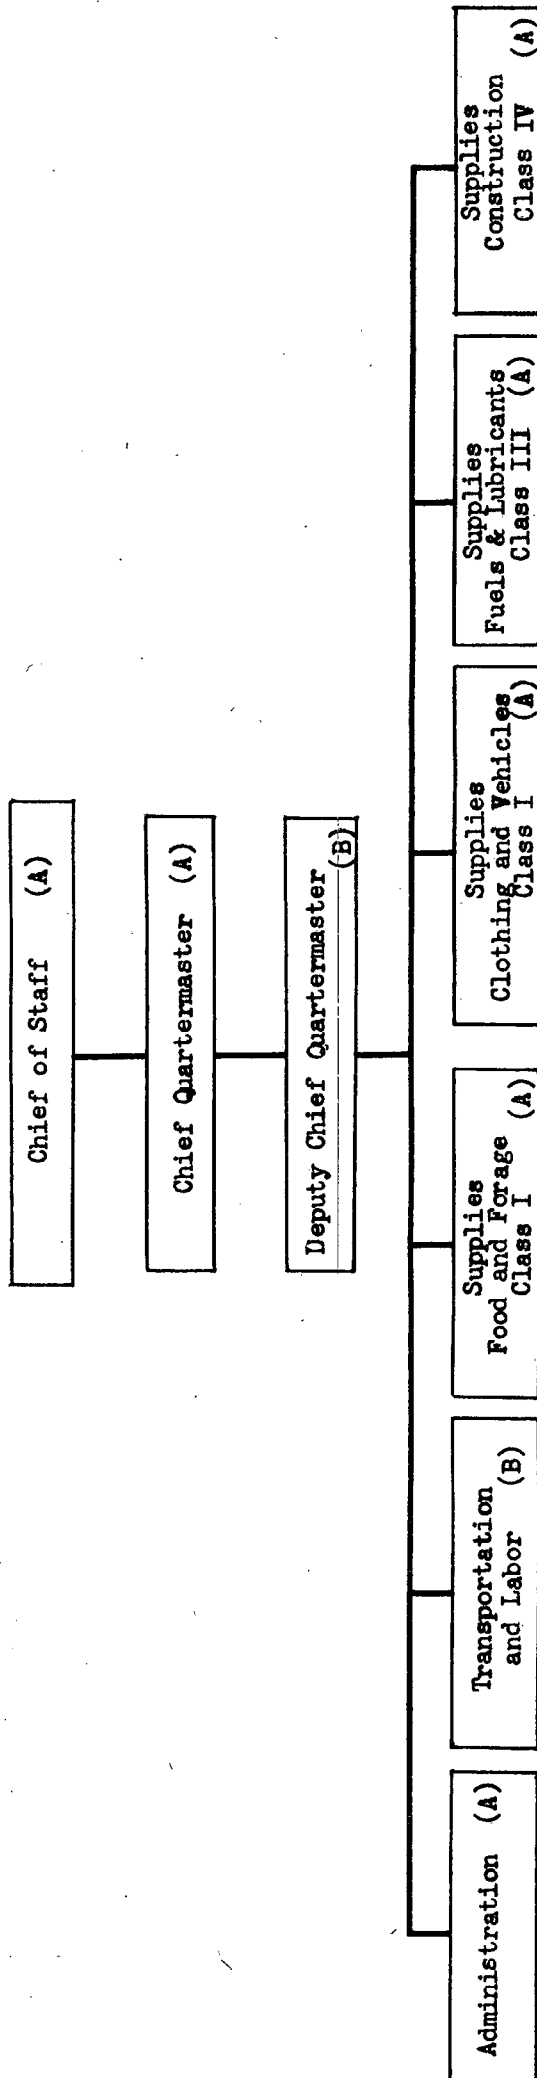 Chief of Staff (A)
Chief Quartermaster (A)
Deputy Chief Quartermaster
(B)
Administration (A)
Transportation
and Labor (B)
Supplies
Food and Forage
Class I (A)
Supplies
Clothing and Vehicles
Class I (A)
Supplies
Fuels & Lubricants
Class III (A)
Supplies
Construction
Class IV (A)